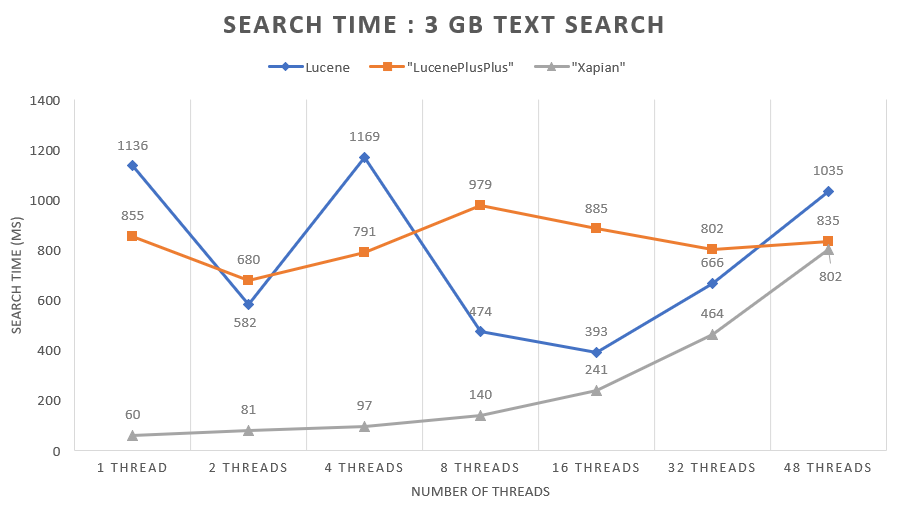 SEARCH TIME : 3 GB TEXT SEARCH
Lucene "LucenePlusPlus" "Xapian"
1400
1200
1000
800
600
400
200
0
SEARCH TIME (MS)
1136 582 1169 474 393 666 1035
855 680 791 979 885 802 835
60 81 97 140 241 464 802
1 THREAD 2 THREADS 4 THREADS 8 THREADS 16 THREADS 32 THREADS 48 THREADS
NUMBER OF THREADS